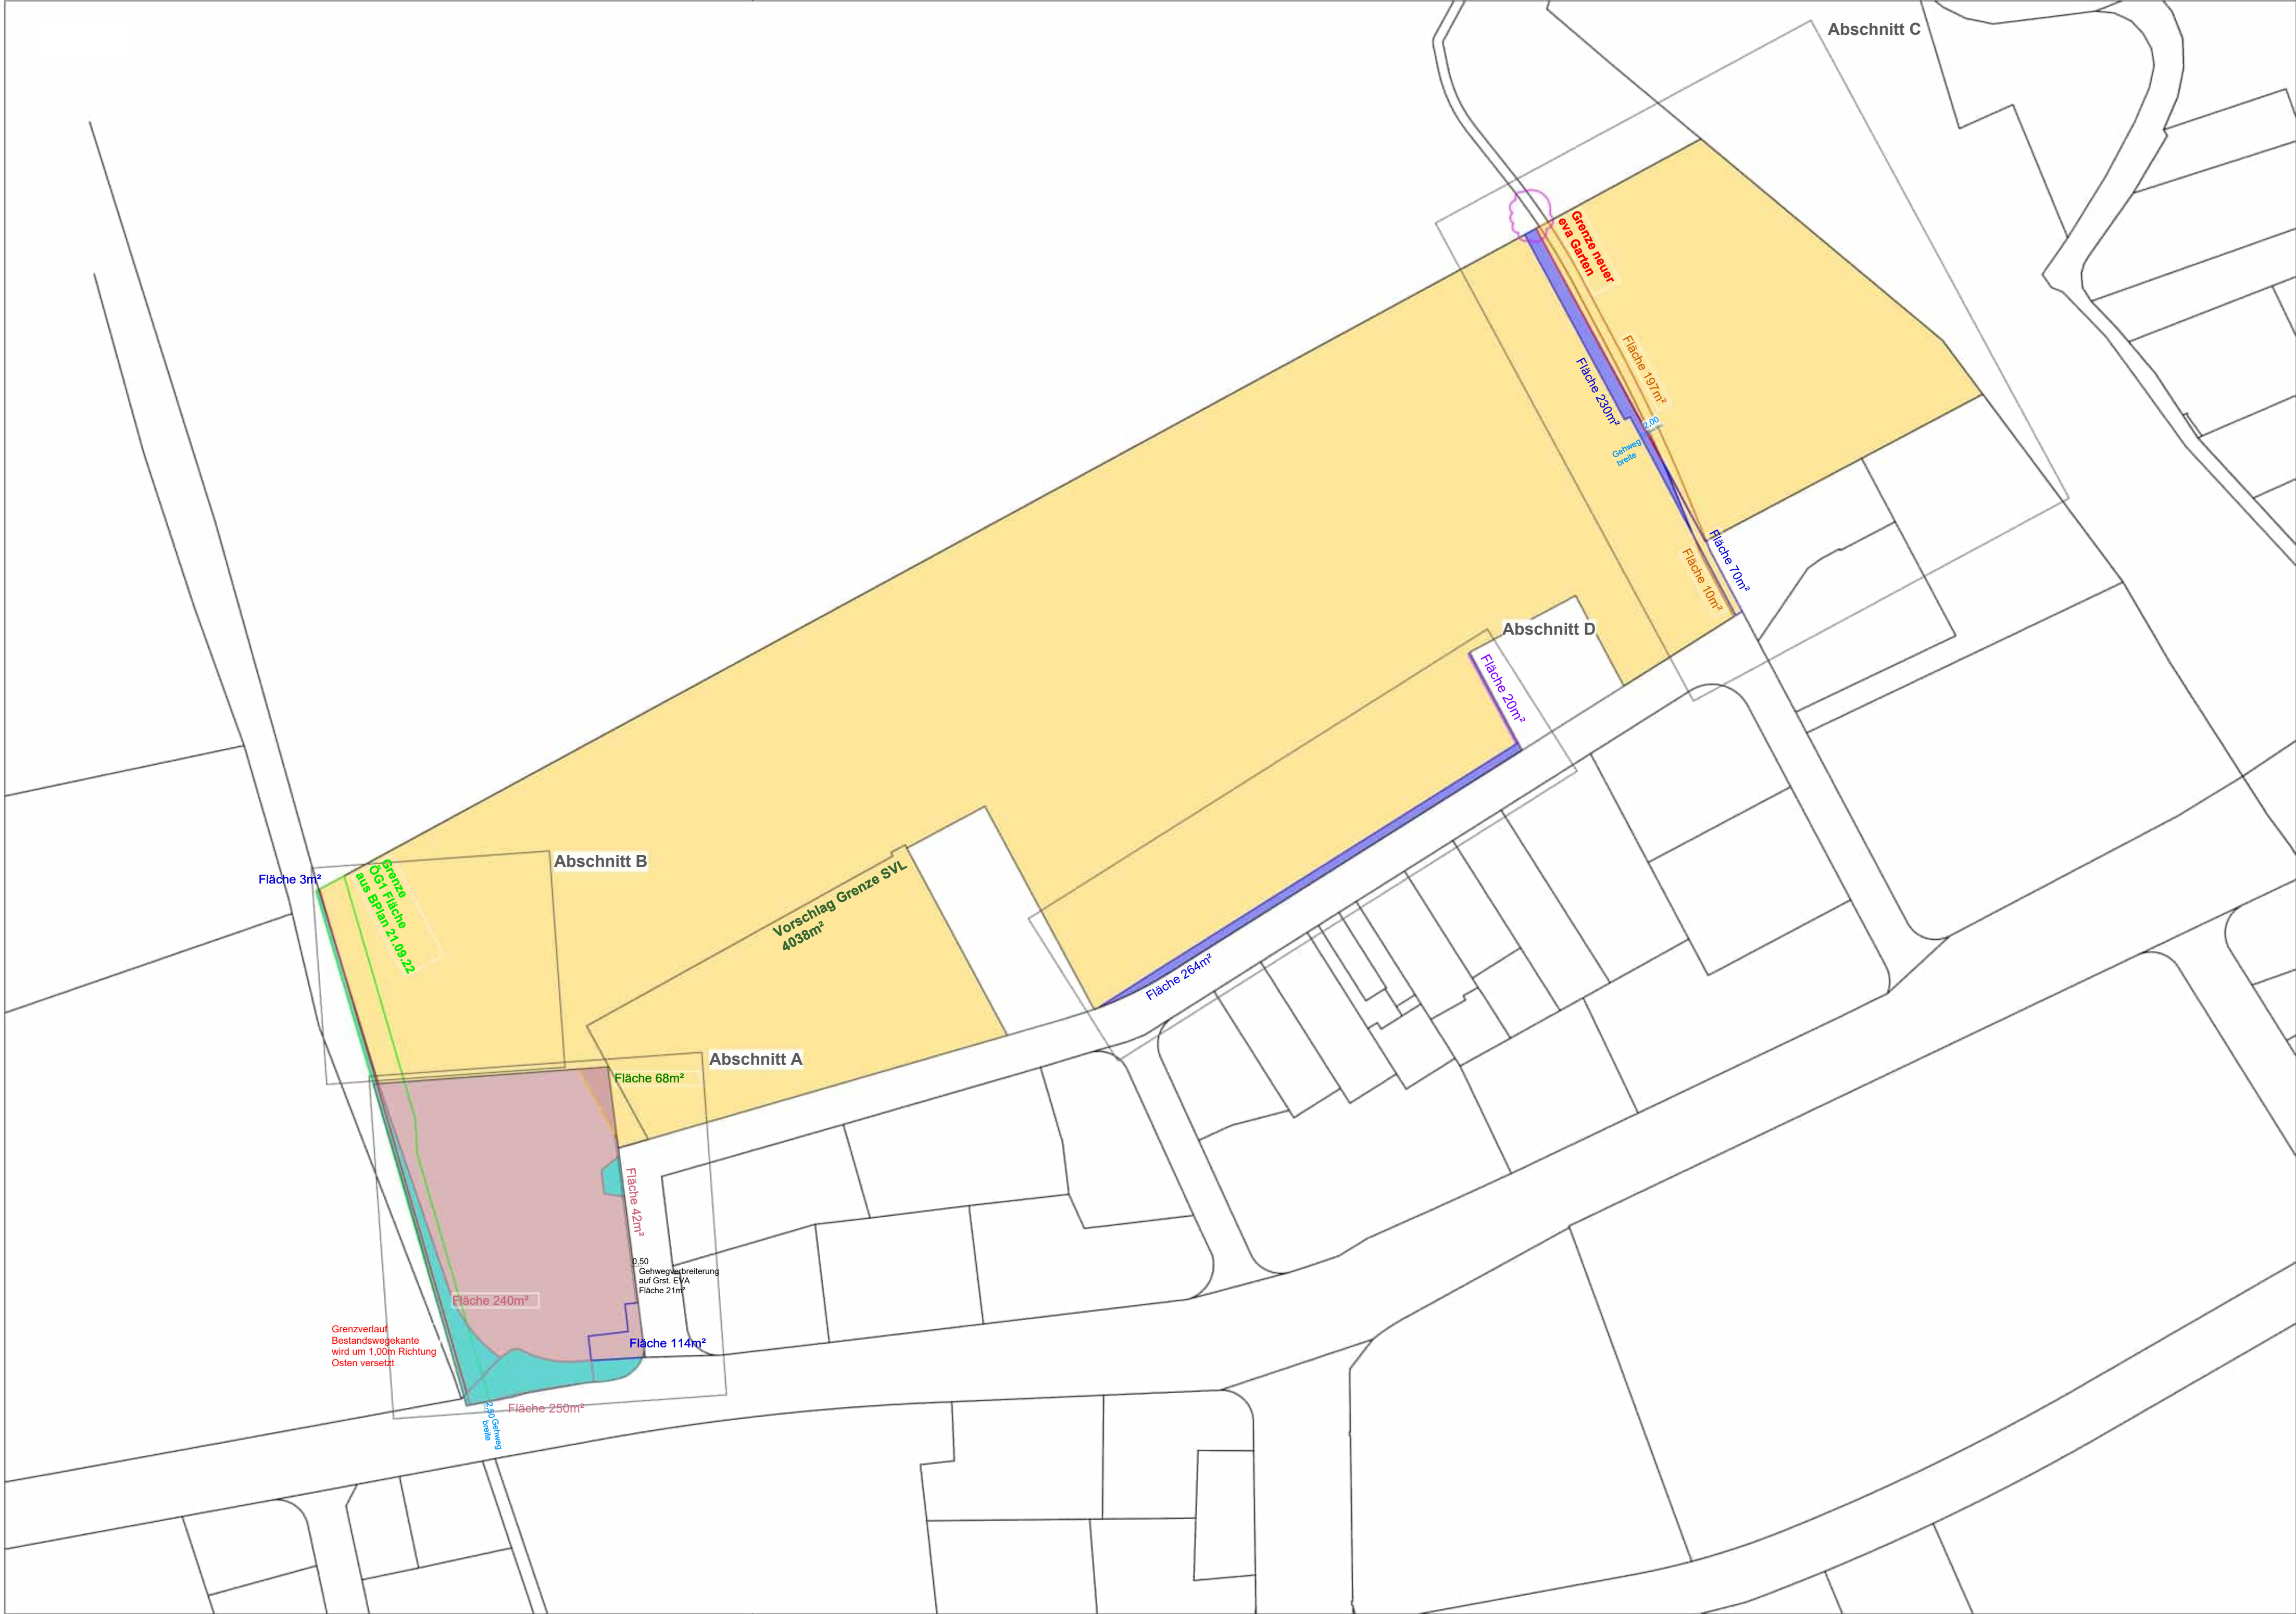 Abschnitt C
Grenze neuer
eva Garten
Fläche 197m²
Fläche 230m²
2,00
Gehweg
breite
Fläche 70m²
Fläche 10m²
Abschnitt D
Fläche 20m²
Abschnitt B
Fläche 3m²
Grenze
ÖG1 Fläche
aus BPlan 21.09.22
Vorschlag Grenze SVL
4038m²
Fläche 264m²
Abschnitt A
Fläche 68m²
Fläche 42m²
0,50
Gehwegverbreiterung
auf Grst. EVA
Fläche 21m²
Fläche 240m²
Grenzverlauf
Bestandswegekante
wird um 1,00m Richtung
Osten versetzt
Fläche 114m²
Fläche 250m²
2,50 Gehweg
breite